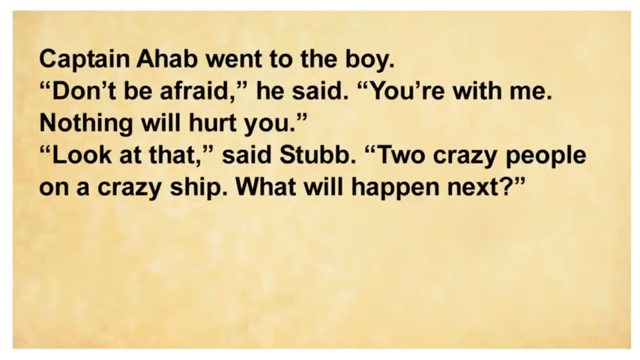 Captain Ahab went to the boy.
“Don’t be afraid,” he said. “You’re with me.
Nothing will hurt you.”
“Look at that,” said Stubb. “Two crazy people
on a crazy ship. What will happen next?”